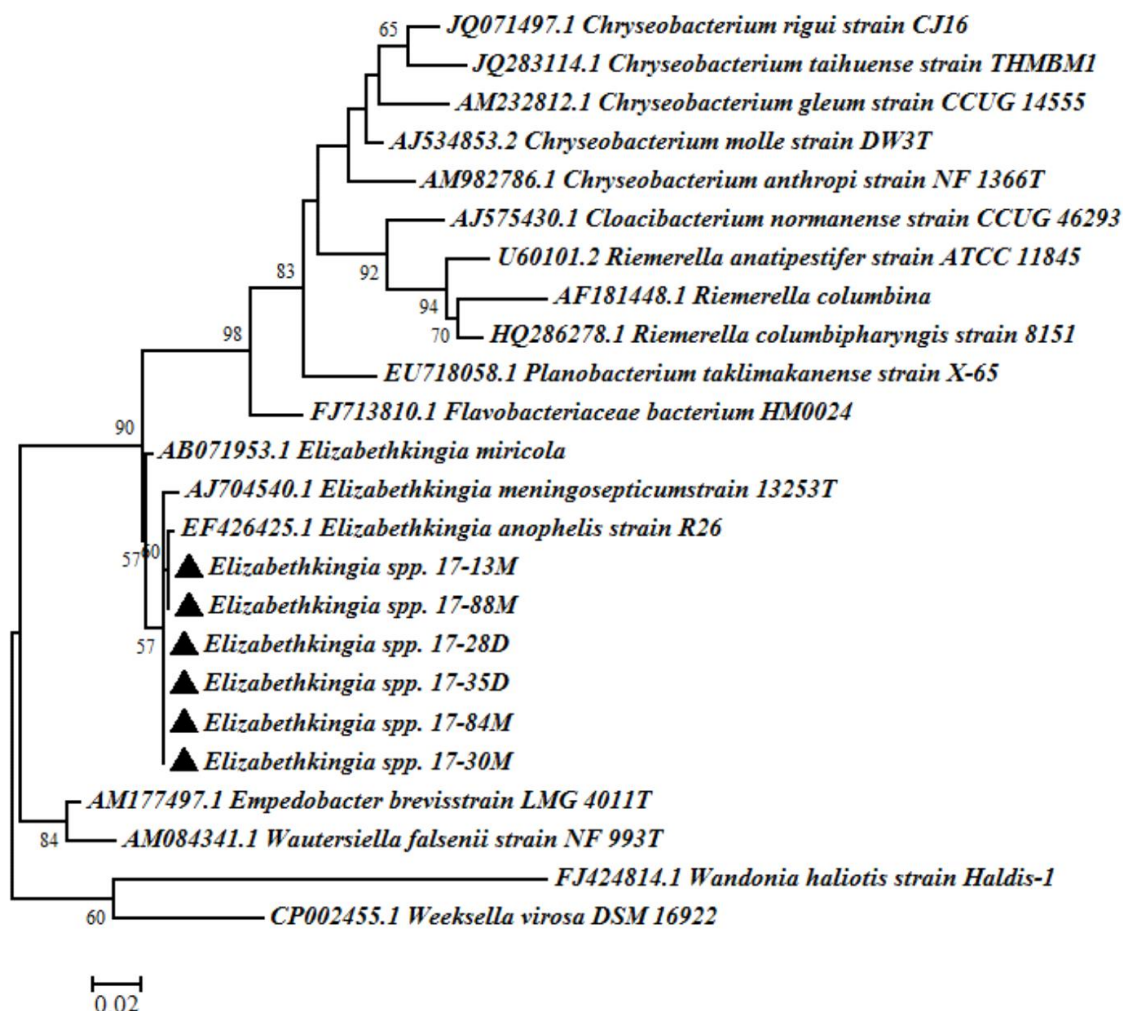 65
JQ071497.1 Chryseobacterium rigui strain CJ16
JQ283114.1 Chryseobacterium taihuense strain THMBM1
AM232812.1 Chryseobacterium gleum strain CCUG 14555
AJ534853.2 Chryseobacterium molle strain DW3T
AM982786.1 Chryseobacterium anthropi strain NF 1366T
AJ575430.1 Cloacibacterium normanense strain CCUG 46293
83
92
U60101.2 Riemerella anatipestifer strain ATCC 11845
94
AF181448.1 Riemerella columbina
98
70
HQ286278.1 Riemerella columbipharyngis strain 8151
EU718058.1 Planobacterium taklimakanense strain X-65
FJ713810.1 Flavobacteriaceae bacterium HM0024
90
AB071953.1 Elizabethkingia miricola
AJ704540.1 Elizabethkingia meningosepticumstrain 13253T
EF426425.1 Elizabethkingia anophelis strain R26
57
60
Elizabethkingia spp. 17-13M
Elizabethkingia spp. 17-88M
57
Elizabethkingia spp. 17-28D
Elizabethkingia spp. 17-35D
Elizabethkingia spp. 17-84M
Elizabethkingia spp. 17-30M
AM177497.1 Empedobacter brevisstrain LMG 4011T
84
AM084341.1 Wautersiella falsenii strain NF 993T
FJ424814.1 Wandonia haliotis strain Haldis-1
60
CP002455.1 Weeksella virosa DSM 16922
0.02